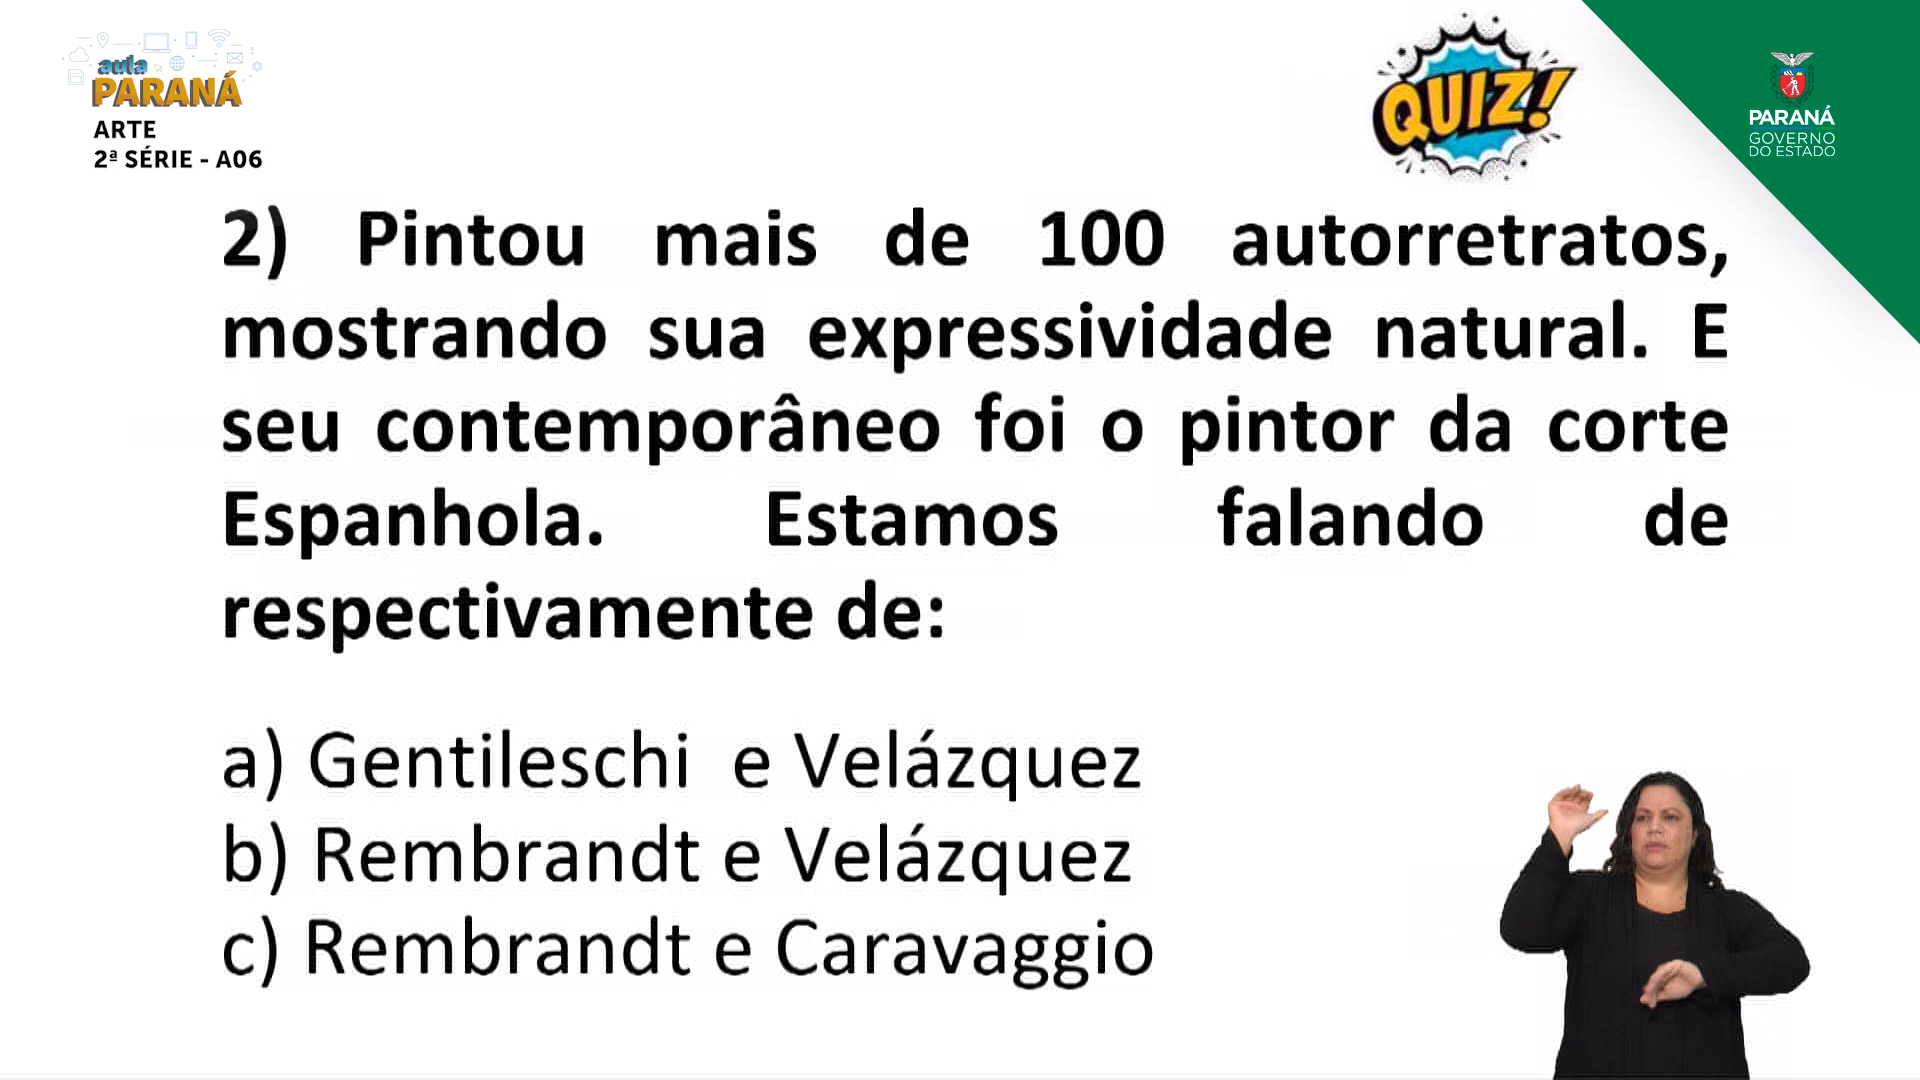 aula
PARANÁ
ARTE
2ª SÉRIE - A06
QUIZ!
PARANÁ
GOVERNO
DO ESTADO
2) Pintou mais de 100 autorretratos,
mostrando sua expressividade natural. E
seu contemporâneo foi o pintor da corte
Espanhola. Estamos falando de
respectivamente de:
a) Gentileschi e Velázquez
b) Rembrandt e Velázquez
c) Rembrandt e Caravaggio